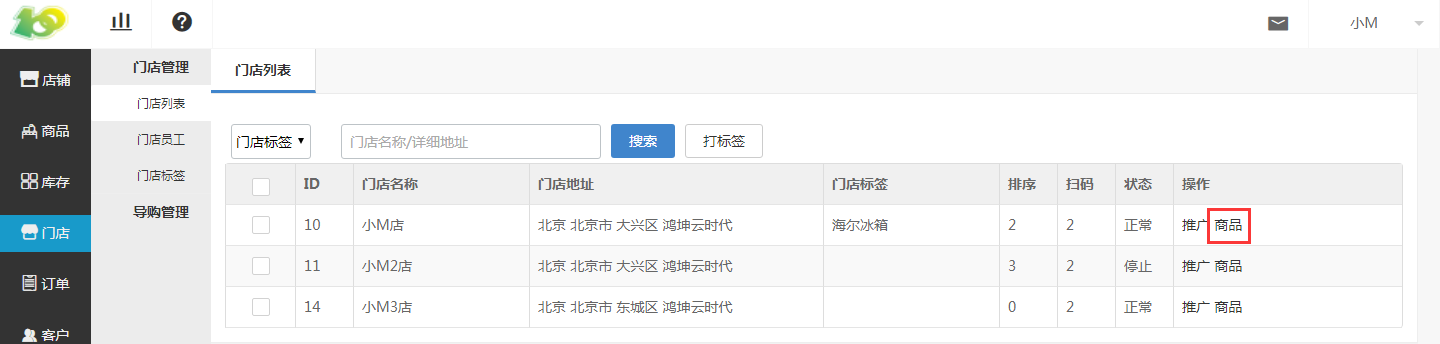 小M
店铺
商品
库存
门店
订单
客户
门店管理
门店列表
门店员工
门店标签
导购管理
门店列表
门店标签 门店名称/详细地址 搜索 打标签
ID 门店名称 门店地址 门店标签 排序 扫码 状态 操作
10 小M店 北京 北京市 大兴区 鸿坤云时代 海尔冰箱 2 2 正常 推广 商品
11 小M2店 北京 北京市 大兴区 鸿坤云时代 3 2 停止 推广 商品
14 小M3店 北京 北京市 东城区 鸿坤云时代 0 2 正常 推广 商品